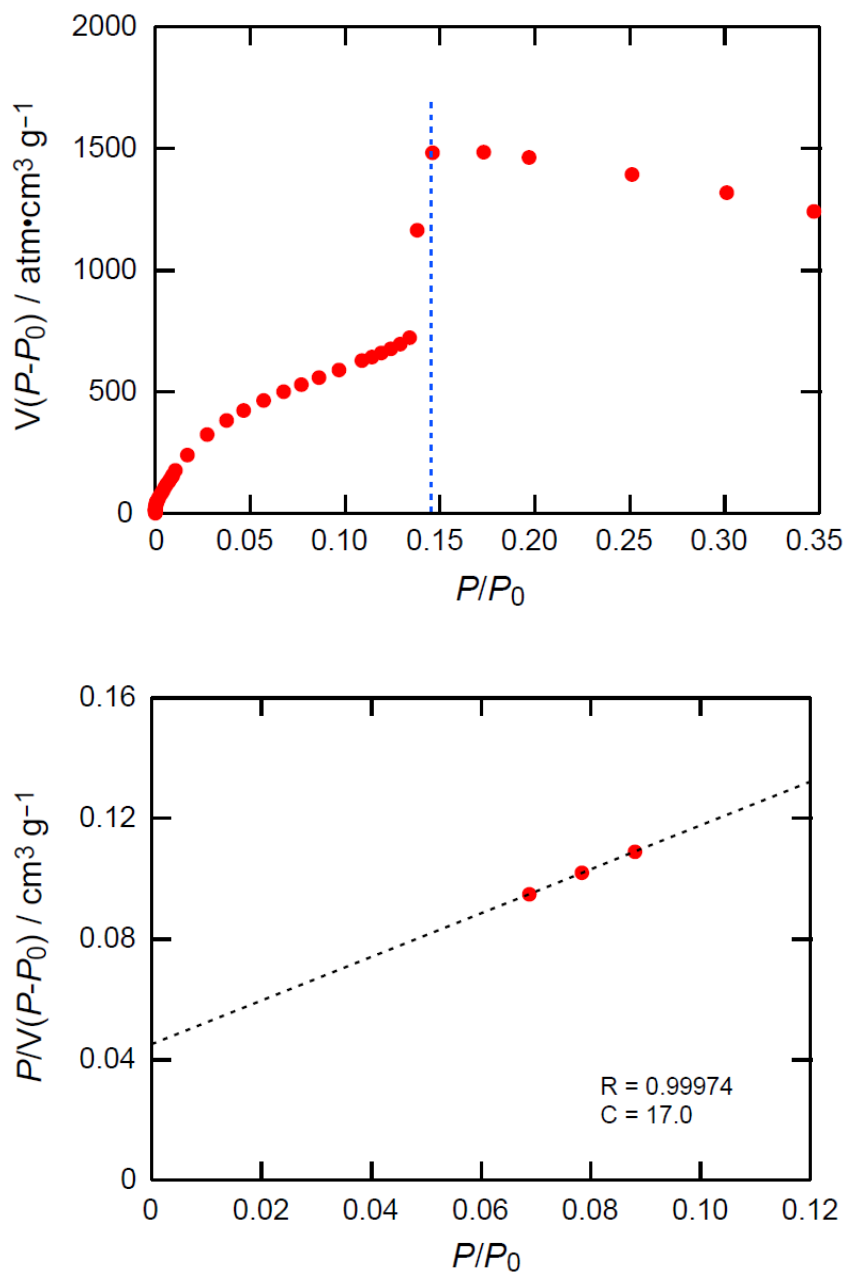 2000
1500
1000
500
0
V(P-P₀) / atm•cm³ g⁻¹
0 0.05 0.10 0.15 0.20 0.25 0.30 0.35
P/P₀
0.16
0.12
0.08
0.04
0
P/V(P-P₀) / cm³ g⁻¹
R = 0.99974
C = 17.0
0 0.02 0.04 0.06 0.08 0.10 0.12
P/P₀